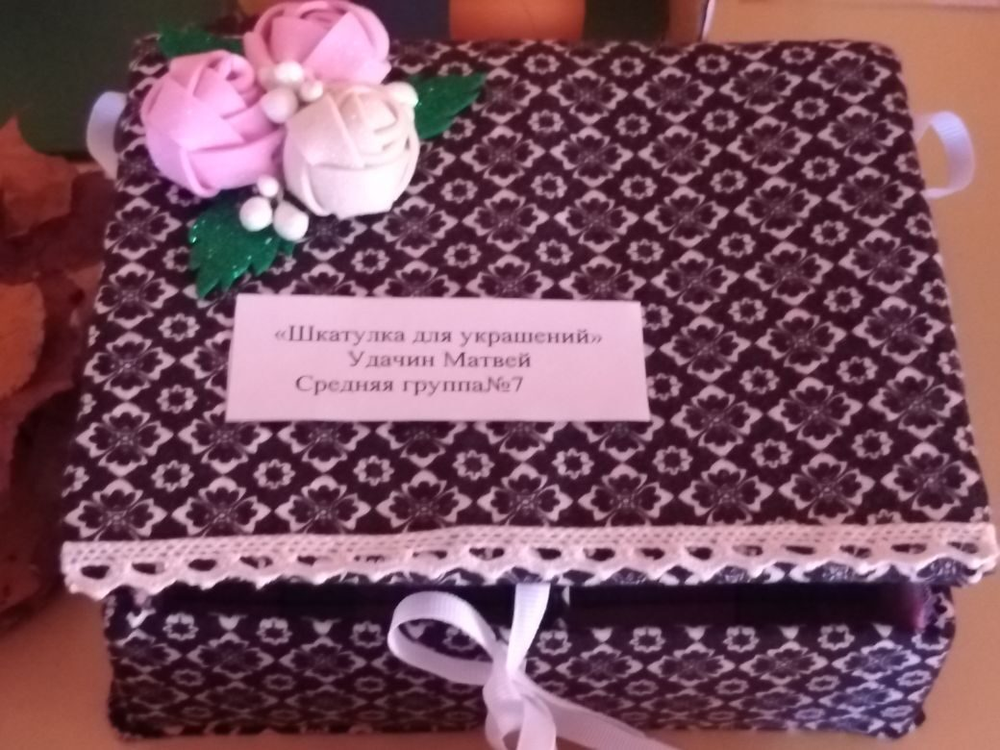 «Шкатулка для украшений»
Удачин Матвей
Средняя группа№7